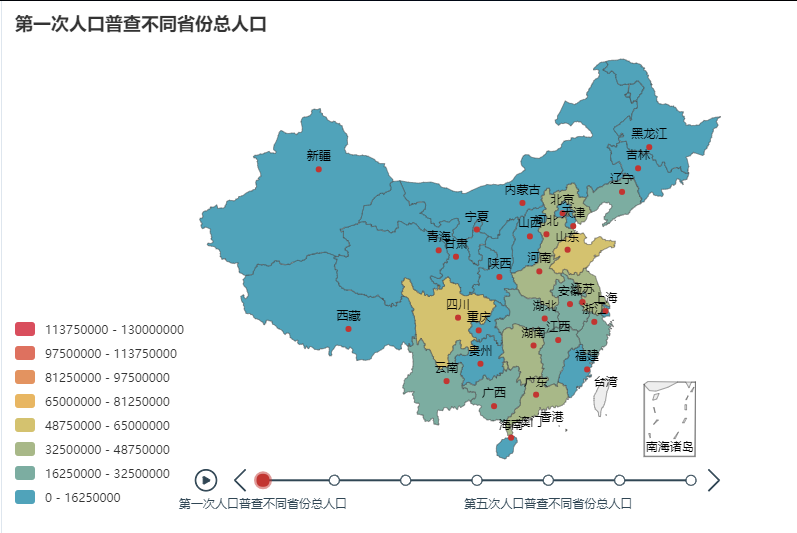 第一次人口普查不同省份总人口
黑龙江
吉林
新疆
辽宁
内蒙古
北京
天津
宁夏
山西
河北
青海
甘肃
山东
陕西
河南
安徽
江苏
上海
四川
湖北
浙江
西藏
重庆
湖南
江西
贵州
福建
云南
台湾
广西
广东
海南
澳门
香港
南海诸岛
113750000 - 130000000
97500000 - 113750000
81250000 - 97500000
65000000 - 81250000
48750000 - 65000000
32500000 - 48750000
16250000 - 32500000
0 - 16250000
第一次人口普查不同省份总人口
第五次人口普查不同省份总人口